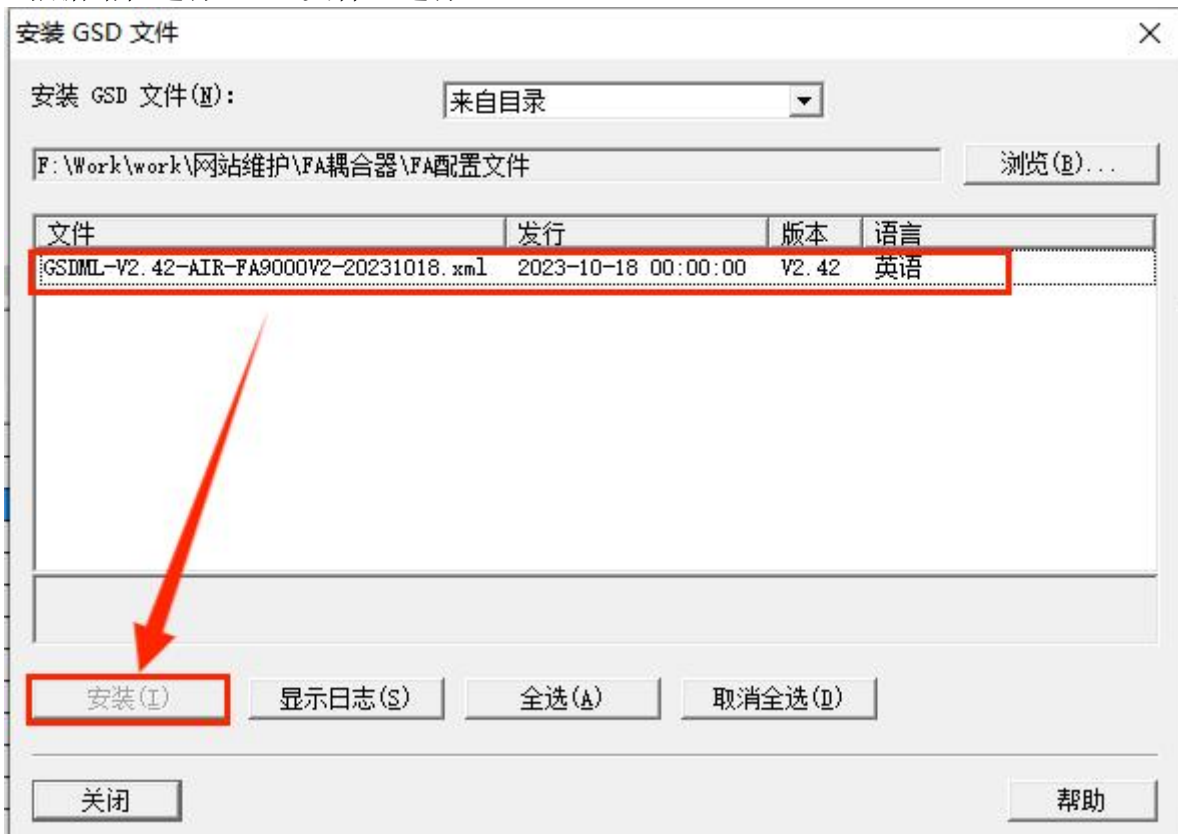 安装 GSD 文件
安装 GSD 文件(N):
来自目录
F:\Work\work\网站维护\FA耦合器\FA配置文件
浏览(B)...
文件 发行 版本 语言
GSDML-V2.42-AIR-FA9000V2-20231018.xml 2023-10-18 00:00:00 V2.42 英语
安装(I) 显示日志(S) 全选(A) 取消全选(D)
关闭 帮助